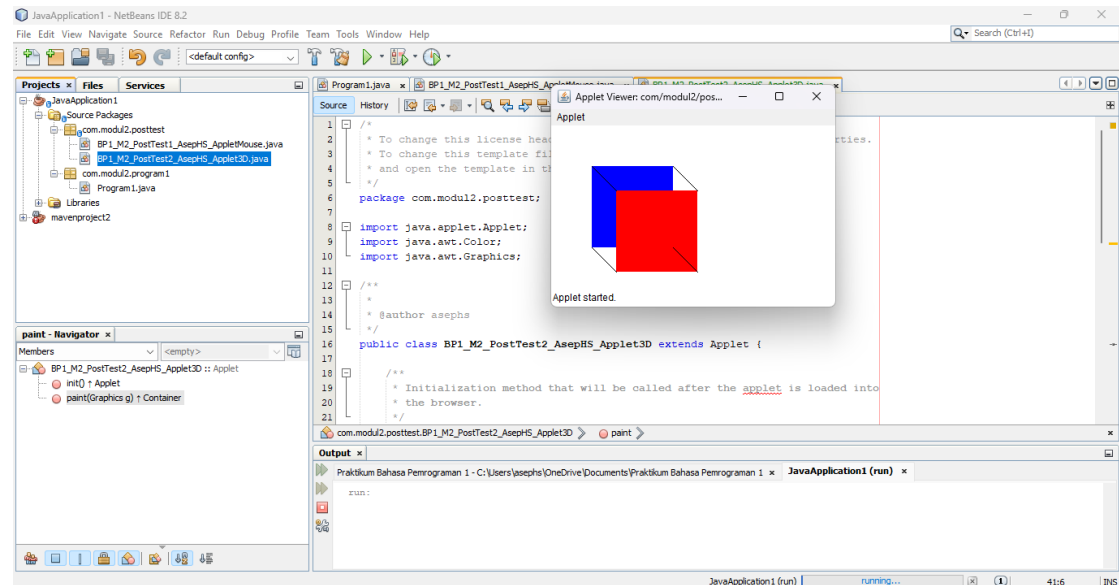 JavaApplication1 - NetBeans IDE 8.2
File Edit View Navigate Source Refactor Run Debug Profile Team Tools Window Help
Search (Ctrl+I)
<default config>
Projects × Files Services
JavaApplication1
Source Packages
com.modul2.posttest
BP1_M2_PostTest1_AsepHS_AppletMouse.java
BP1_M2_PostTest2_AsepHS_Applet3D.java
com.modul2.program1
Program1.java
Libraries
mavenproject2
Program1.java × BP1_M2_PostTest1_AsepHS_AppletMouse.java BP1_M2_PostTest2_AsepHS_Applet3D.java ×
Source History
1 /*
2 * To change this license head rties.
3 * To change this template fil
4 * and open the template in th
5 */
6 package com.modul2.posttest;
7
8 import java.applet.Applet;
9 import java.awt.Color;
10 import java.awt.Graphics;
11
12 /**
13 *
14 * @author asephs
15 */
16 public class BP1_M2_PostTest2_AsepHS_Applet3D extends Applet {
17
18 /**
19 * Initialization method that will be called after the applet is loaded into
20 * the browser.
21 */
Applet Viewer: com/modul2/pos...
Applet
Applet started.
com.modul2.posttest.BP1_M2_PostTest2_AsepHS_Applet3D paint
paint - Navigator ×
Members <empty>
BP1_M2_PostTest2_AsepHS_Applet3D :: Applet
init() ↑ Applet
paint(Graphics g) ↑ Container
Output ×
Praktikum Bahasa Pemrograman 1 - C:\Users\asephs\OneDrive\Documents\Praktikum Bahasa Pemrograman 1 × JavaApplication1 (run) ×
run:
JavaApplication1 (run) running... 1 41:6 INS